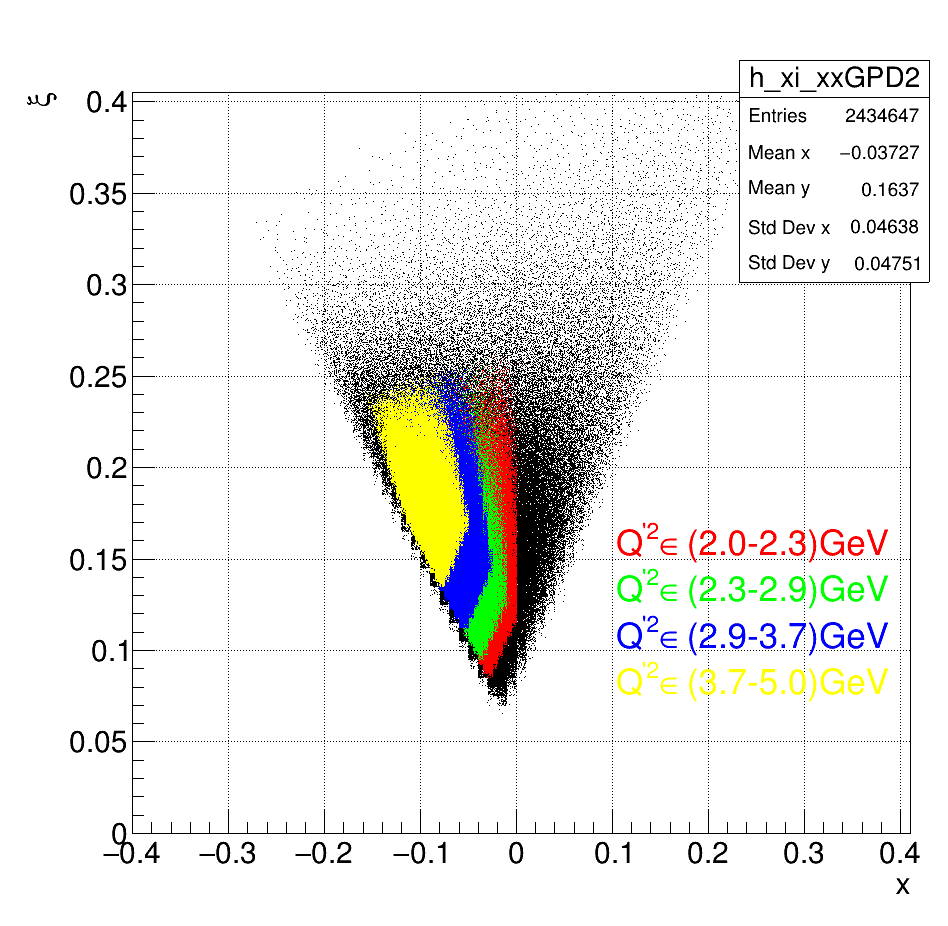 h_xi_xxGPD2
Entries 2434647
Mean x −0.03727
Mean y 0.1637
Std Dev x 0.04638
Std Dev y 0.04751
ξ
0.4
0.35
0.3
0.25
0.2
0.15
0.1
0.05
0
Q'2∈ (2.0-2.3)GeV
Q'2∈ (2.3-2.9)GeV
Q'2∈ (2.9-3.7)GeV
Q'2∈ (3.7-5.0)GeV
−0.4 −0.3 −0.2 −0.1 0 0.1 0.2 0.3 0.4
x